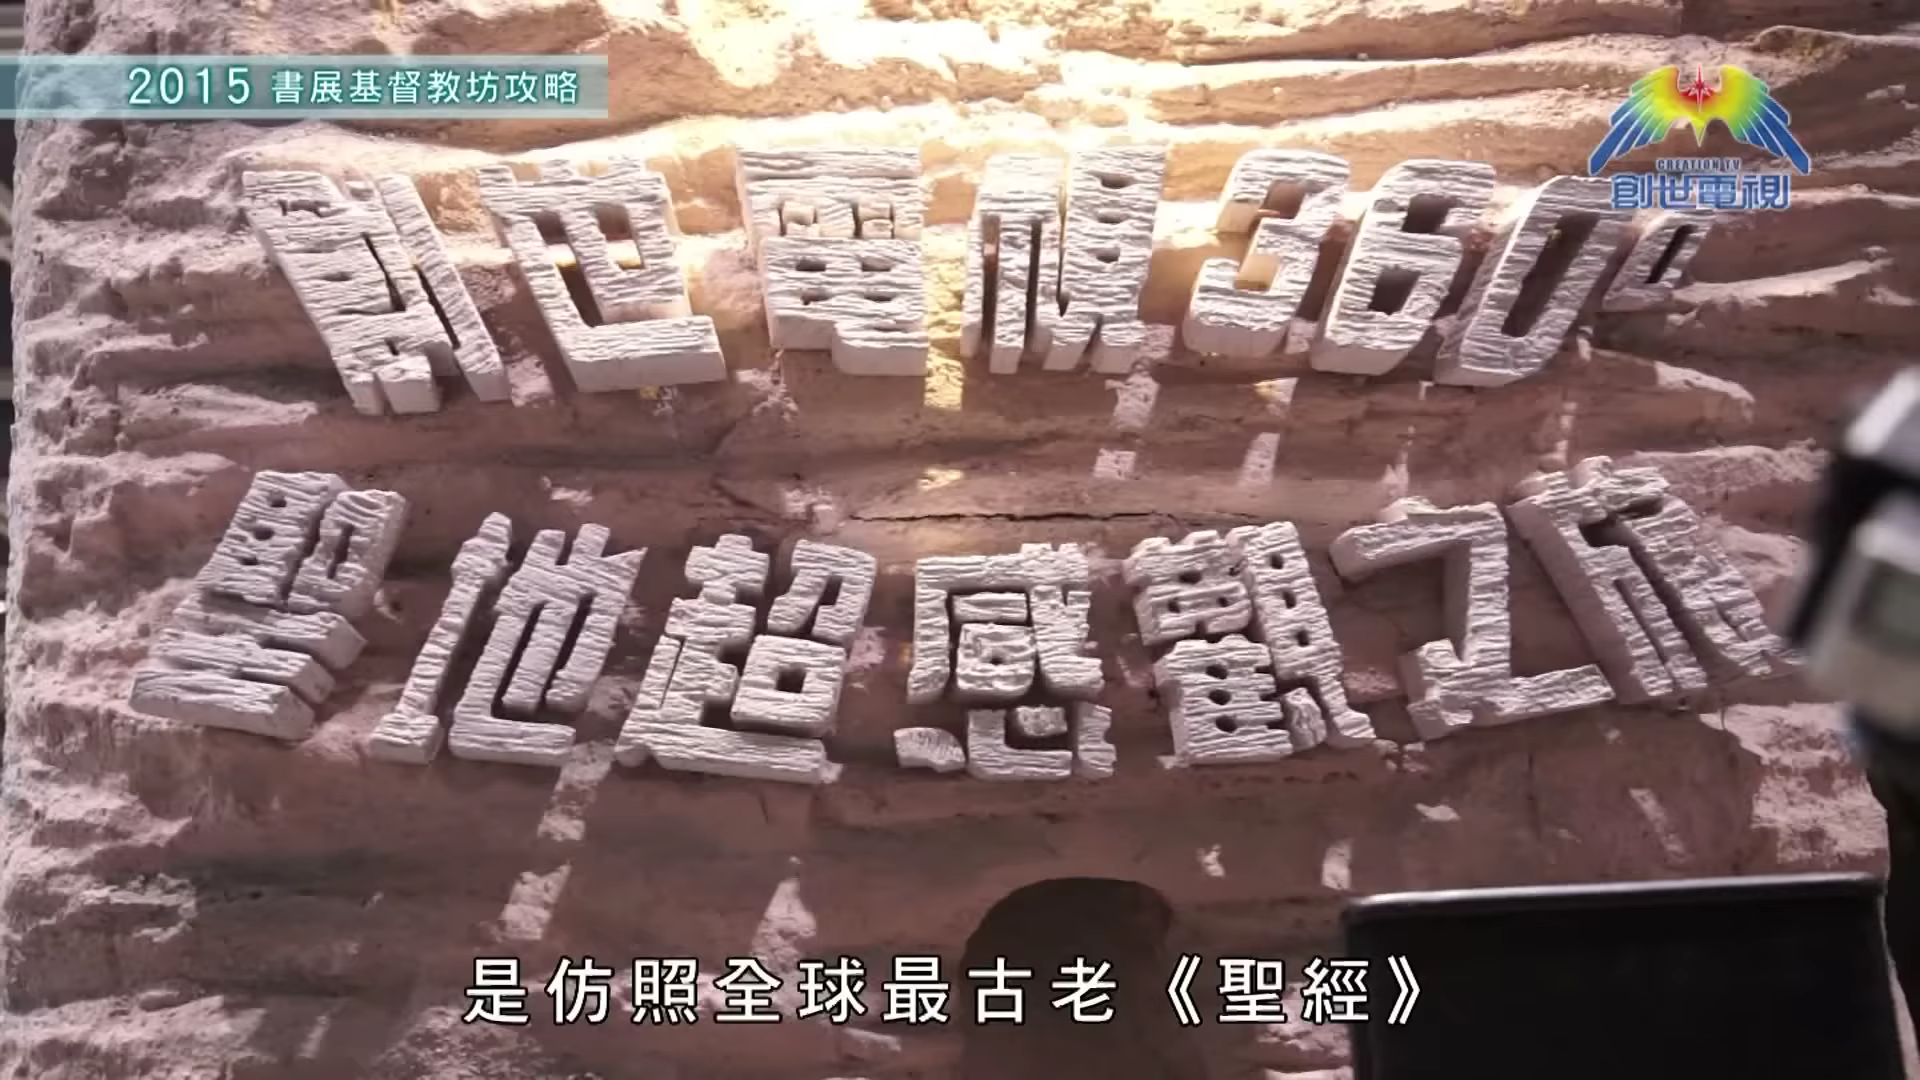 2015 書展基督教坊攻略
CREATION TV
創世電視
創世電視360°
聖地超感觀之旅
是仿照全球最古老《聖經》